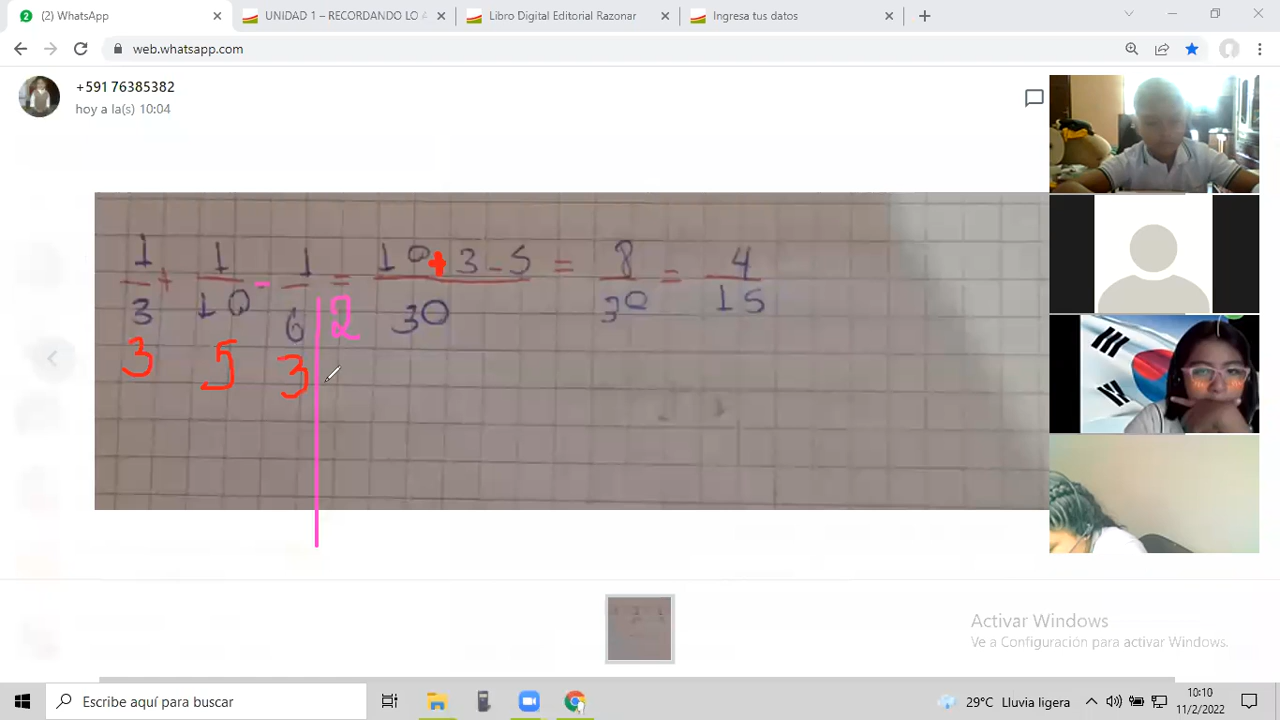 (2) WhatsApp
UNIDAD 1 – RECORDANDO LO A
Libro Digital Editorial Razonar
Ingresa tus datos
web.whatsapp.com
+591 76385382
hoy a la(s) 10:04
1/3 + 1/10 - 1/6 = 10+3-5/30 = 8/30 = 4/15
3 5 3 | 2
Activar Windows
Ve a Configuración para activar Windows.
Escribe aquí para buscar
29°C Lluvia ligera
10:10
11/2/2022